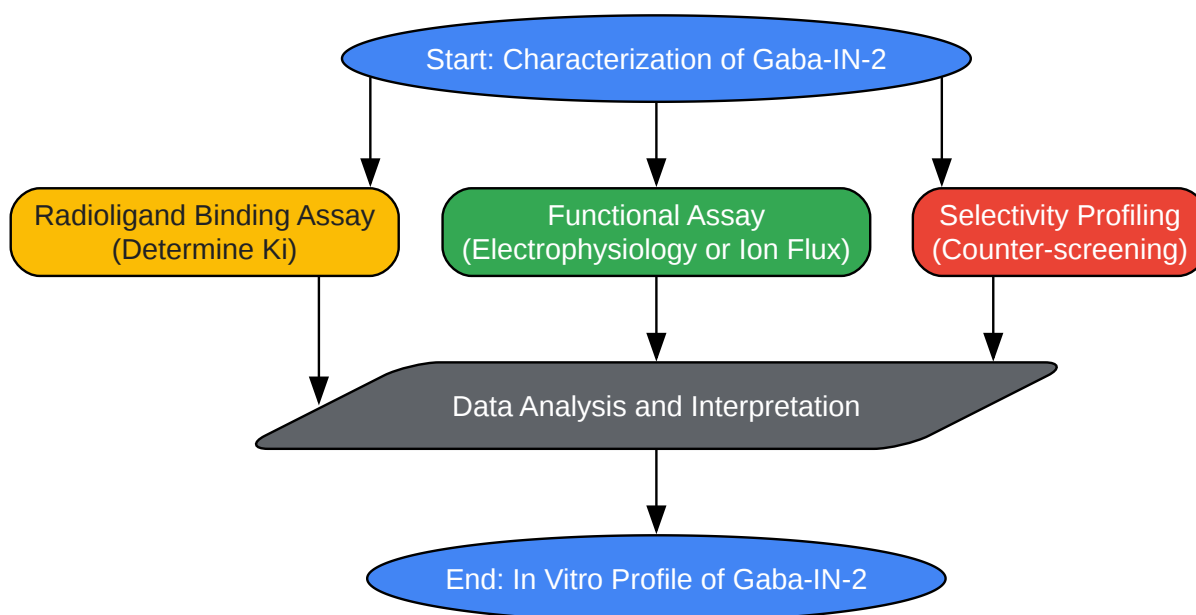 Start: Characterization of Gaba-IN-2
Radioligand Binding Assay
(Determine Ki)
Functional Assay
(Electrophysiology or Ion Flux)
Selectivity Profiling
(Counter-screening)
Data Analysis and Interpretation
End: In Vitro Profile of Gaba-IN-2